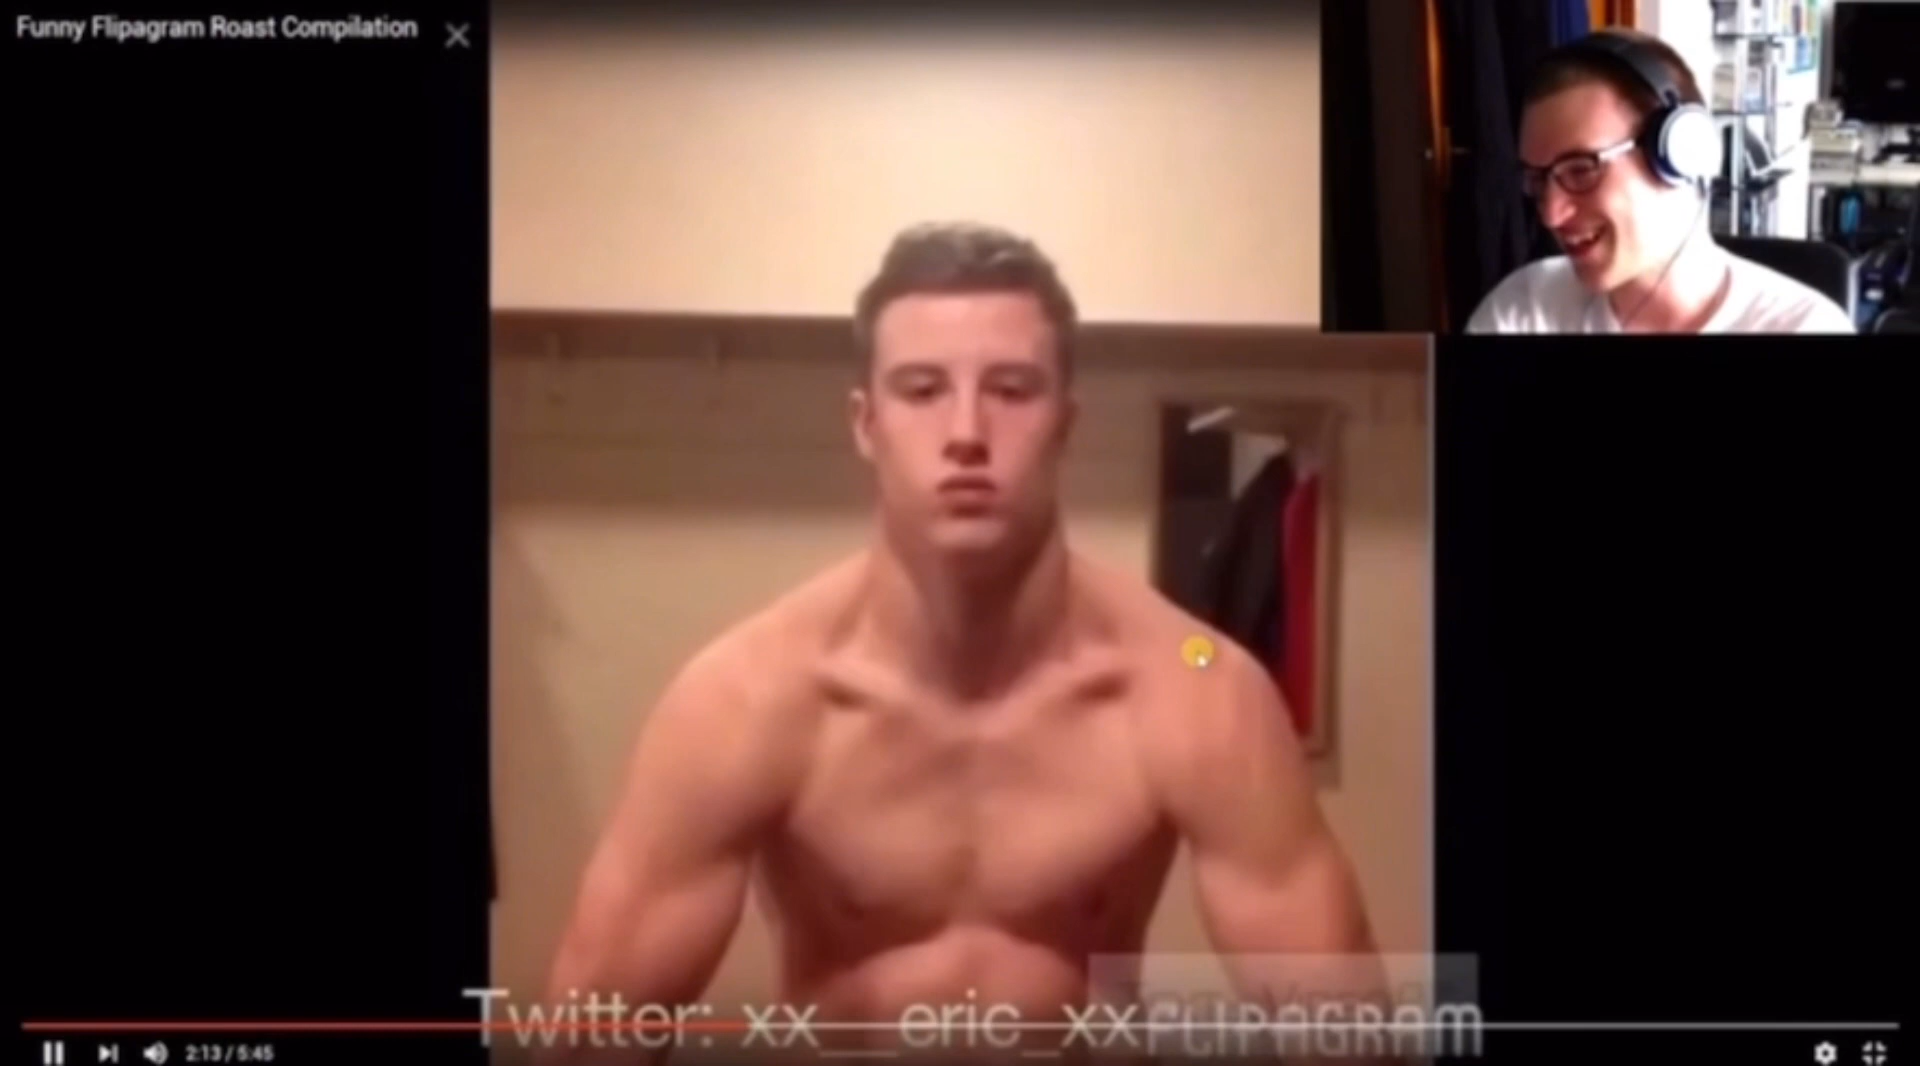 Funny Flipagram Roast Compilation
Twitter: xx__eric_xx
FLIPAGRAM
2:13 / 5:45